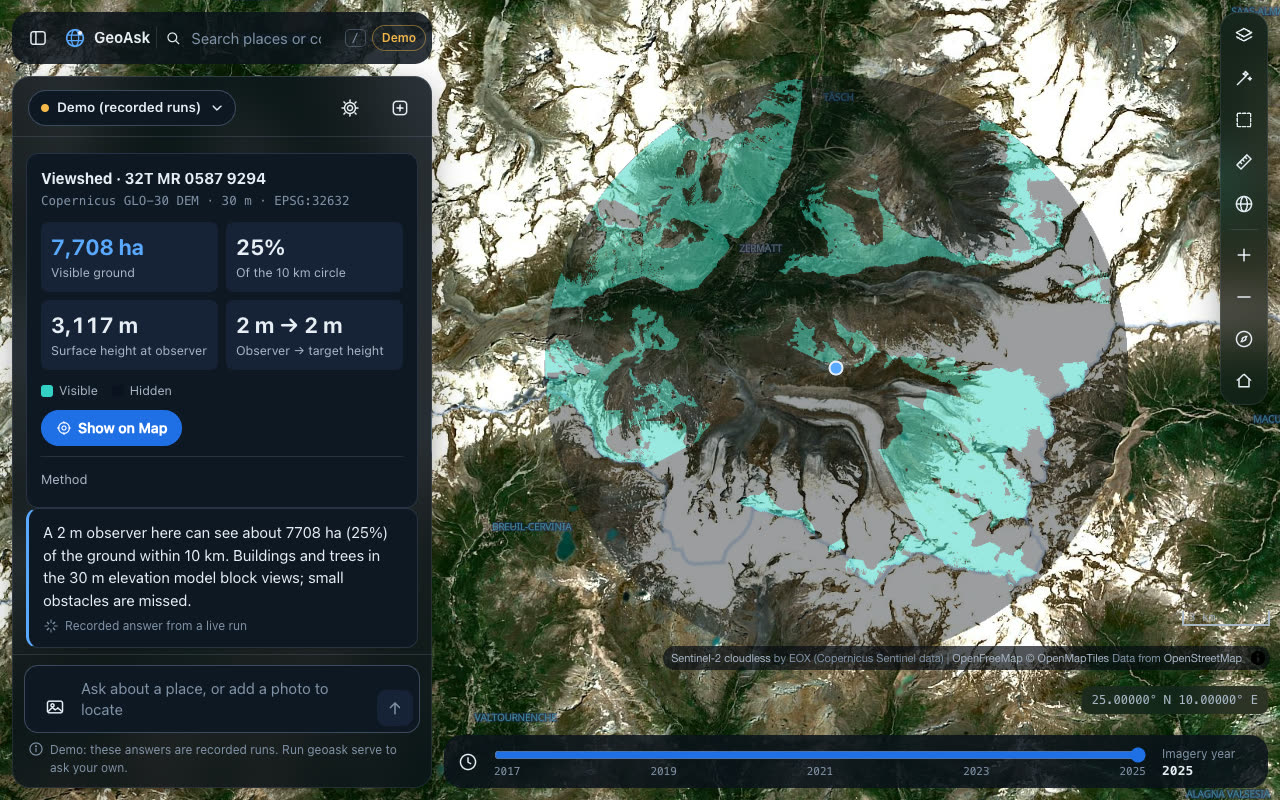 GeoAsk
Search places or co
/
Demo
Demo (recorded runs)
Viewshed · 32T MR 0587 9294
Copernicus GLO-30 DEM · 30 m · EPSG:32632
7,708 ha
Visible ground
25%
Of the 10 km circle
3,117 m
Surface height at observer
2 m → 2 m
Observer → target height
Visible
Hidden
Show on Map
Method
A 2 m observer here can see about 7708 ha (25%)
of the ground within 10 km. Buildings and trees in
the 30 m elevation model block views; small
obstacles are missed.
Recorded answer from a live run
Ask about a place, or add a photo to
locate
Demo: these answers are recorded runs. Run geoask serve to
ask your own.
TÄSCH
ZERMATT
BREUIL-CERVINIA
VALTOURNENCHE
MACU
ALAGNA VALSESIA
Sentinel-2 cloudless by EOX (Copernicus Sentinel data) | OpenFreeMap © OpenMapTiles Data from OpenStreetMap
25.00000° N 10.00000° E
2017
2019
2021
2023
2025
Imagery year
2025